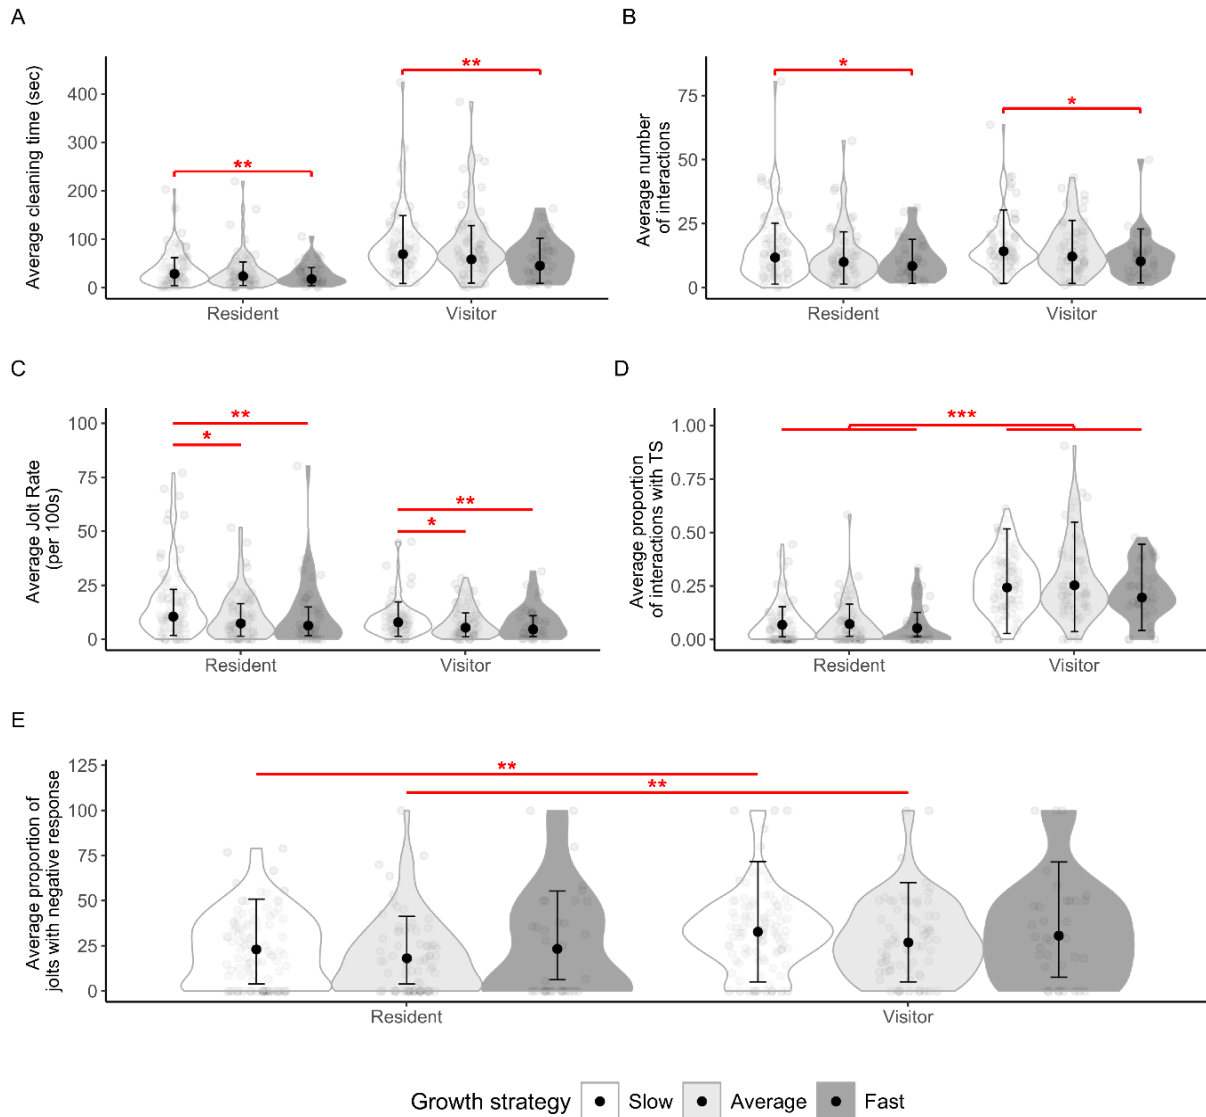 A
B
Average cleaning time (sec)
400
300
200
100
0
**
**
Resident
Visitor
Average number
of interactions
75
50
25
0
*
*
Resident
Visitor
C
D
Average Jolt Rate
(per 100s)
100
75
50
25
0
**
*
**
*
Resident
Visitor
Average proportion
of interactions with TS
1.00
0.75
0.50
0.25
0.00
***
Resident
Visitor
E
Average proportion of
jolts with negative response
125
100
75
50
25
0
**
**
Resident
Visitor
Growth strategy Slow Average Fast